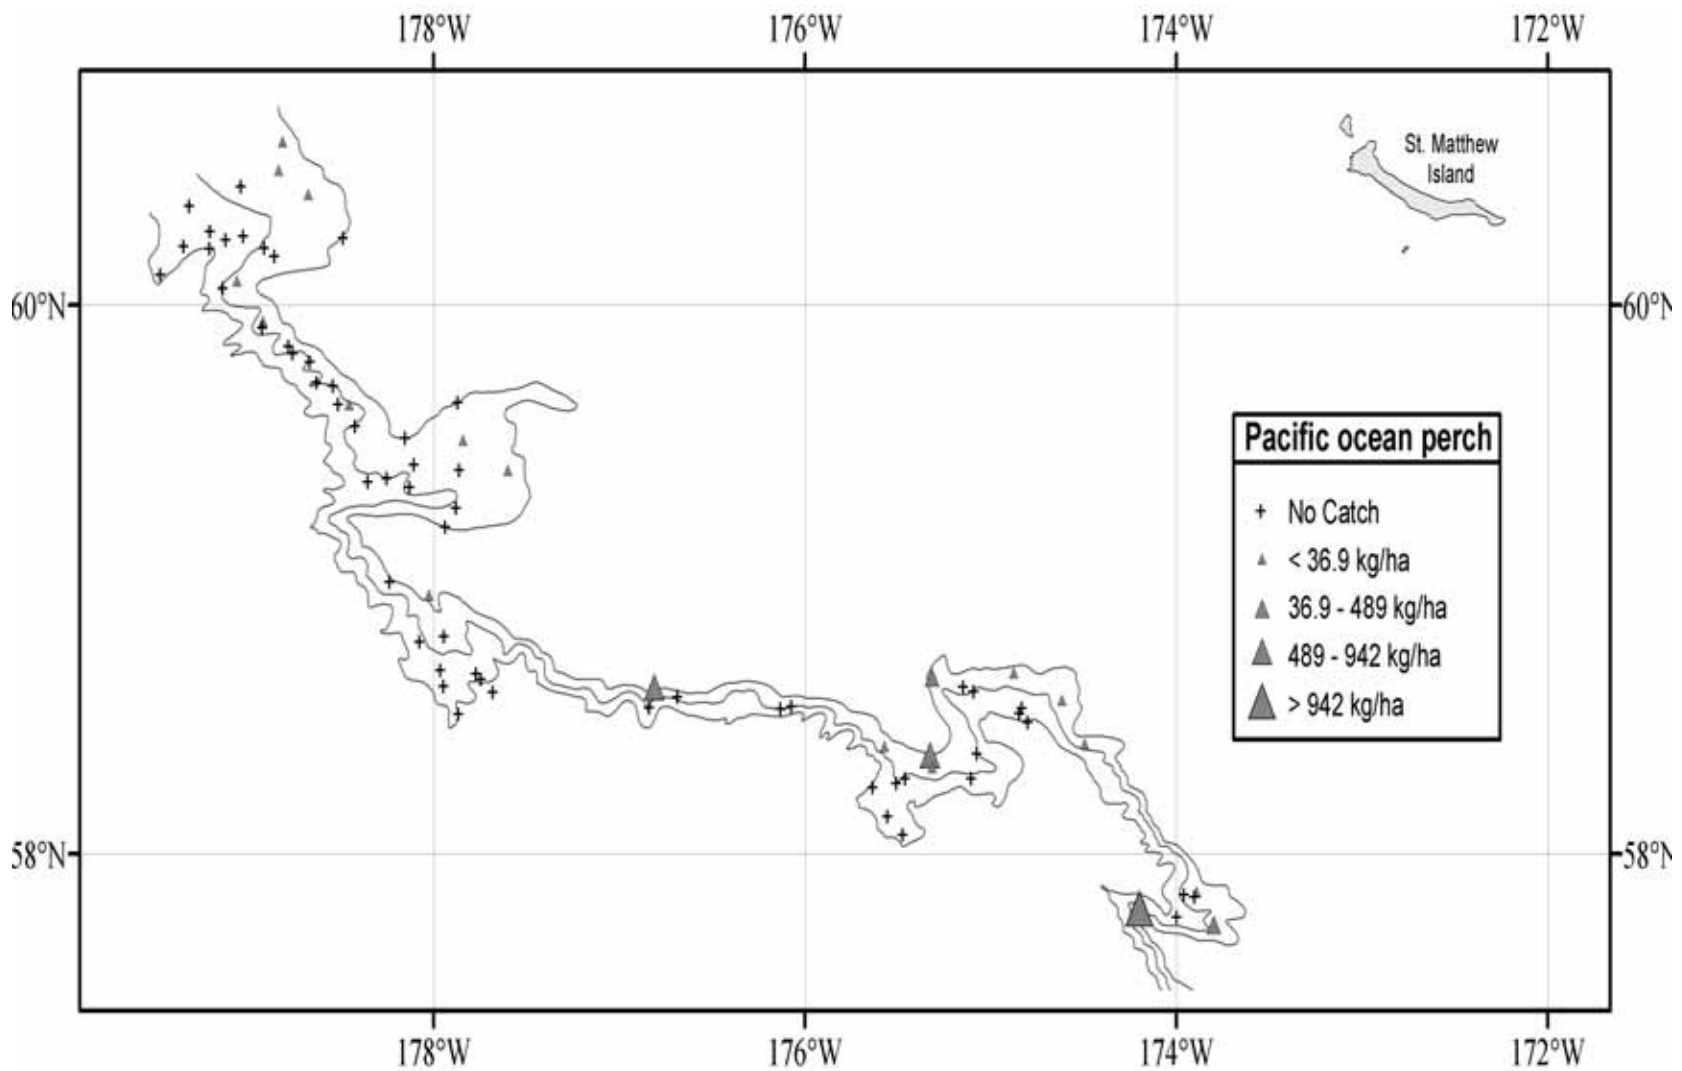 178°W 176°W 174°W 172°W
St. Matthew
Island
60°N 60°N
Pacific ocean perch
No Catch
< 36.9 kg/ha
36.9 - 489 kg/ha
489 - 942 kg/ha
> 942 kg/ha
58°N 58°N
178°W 176°W 174°W 172°W